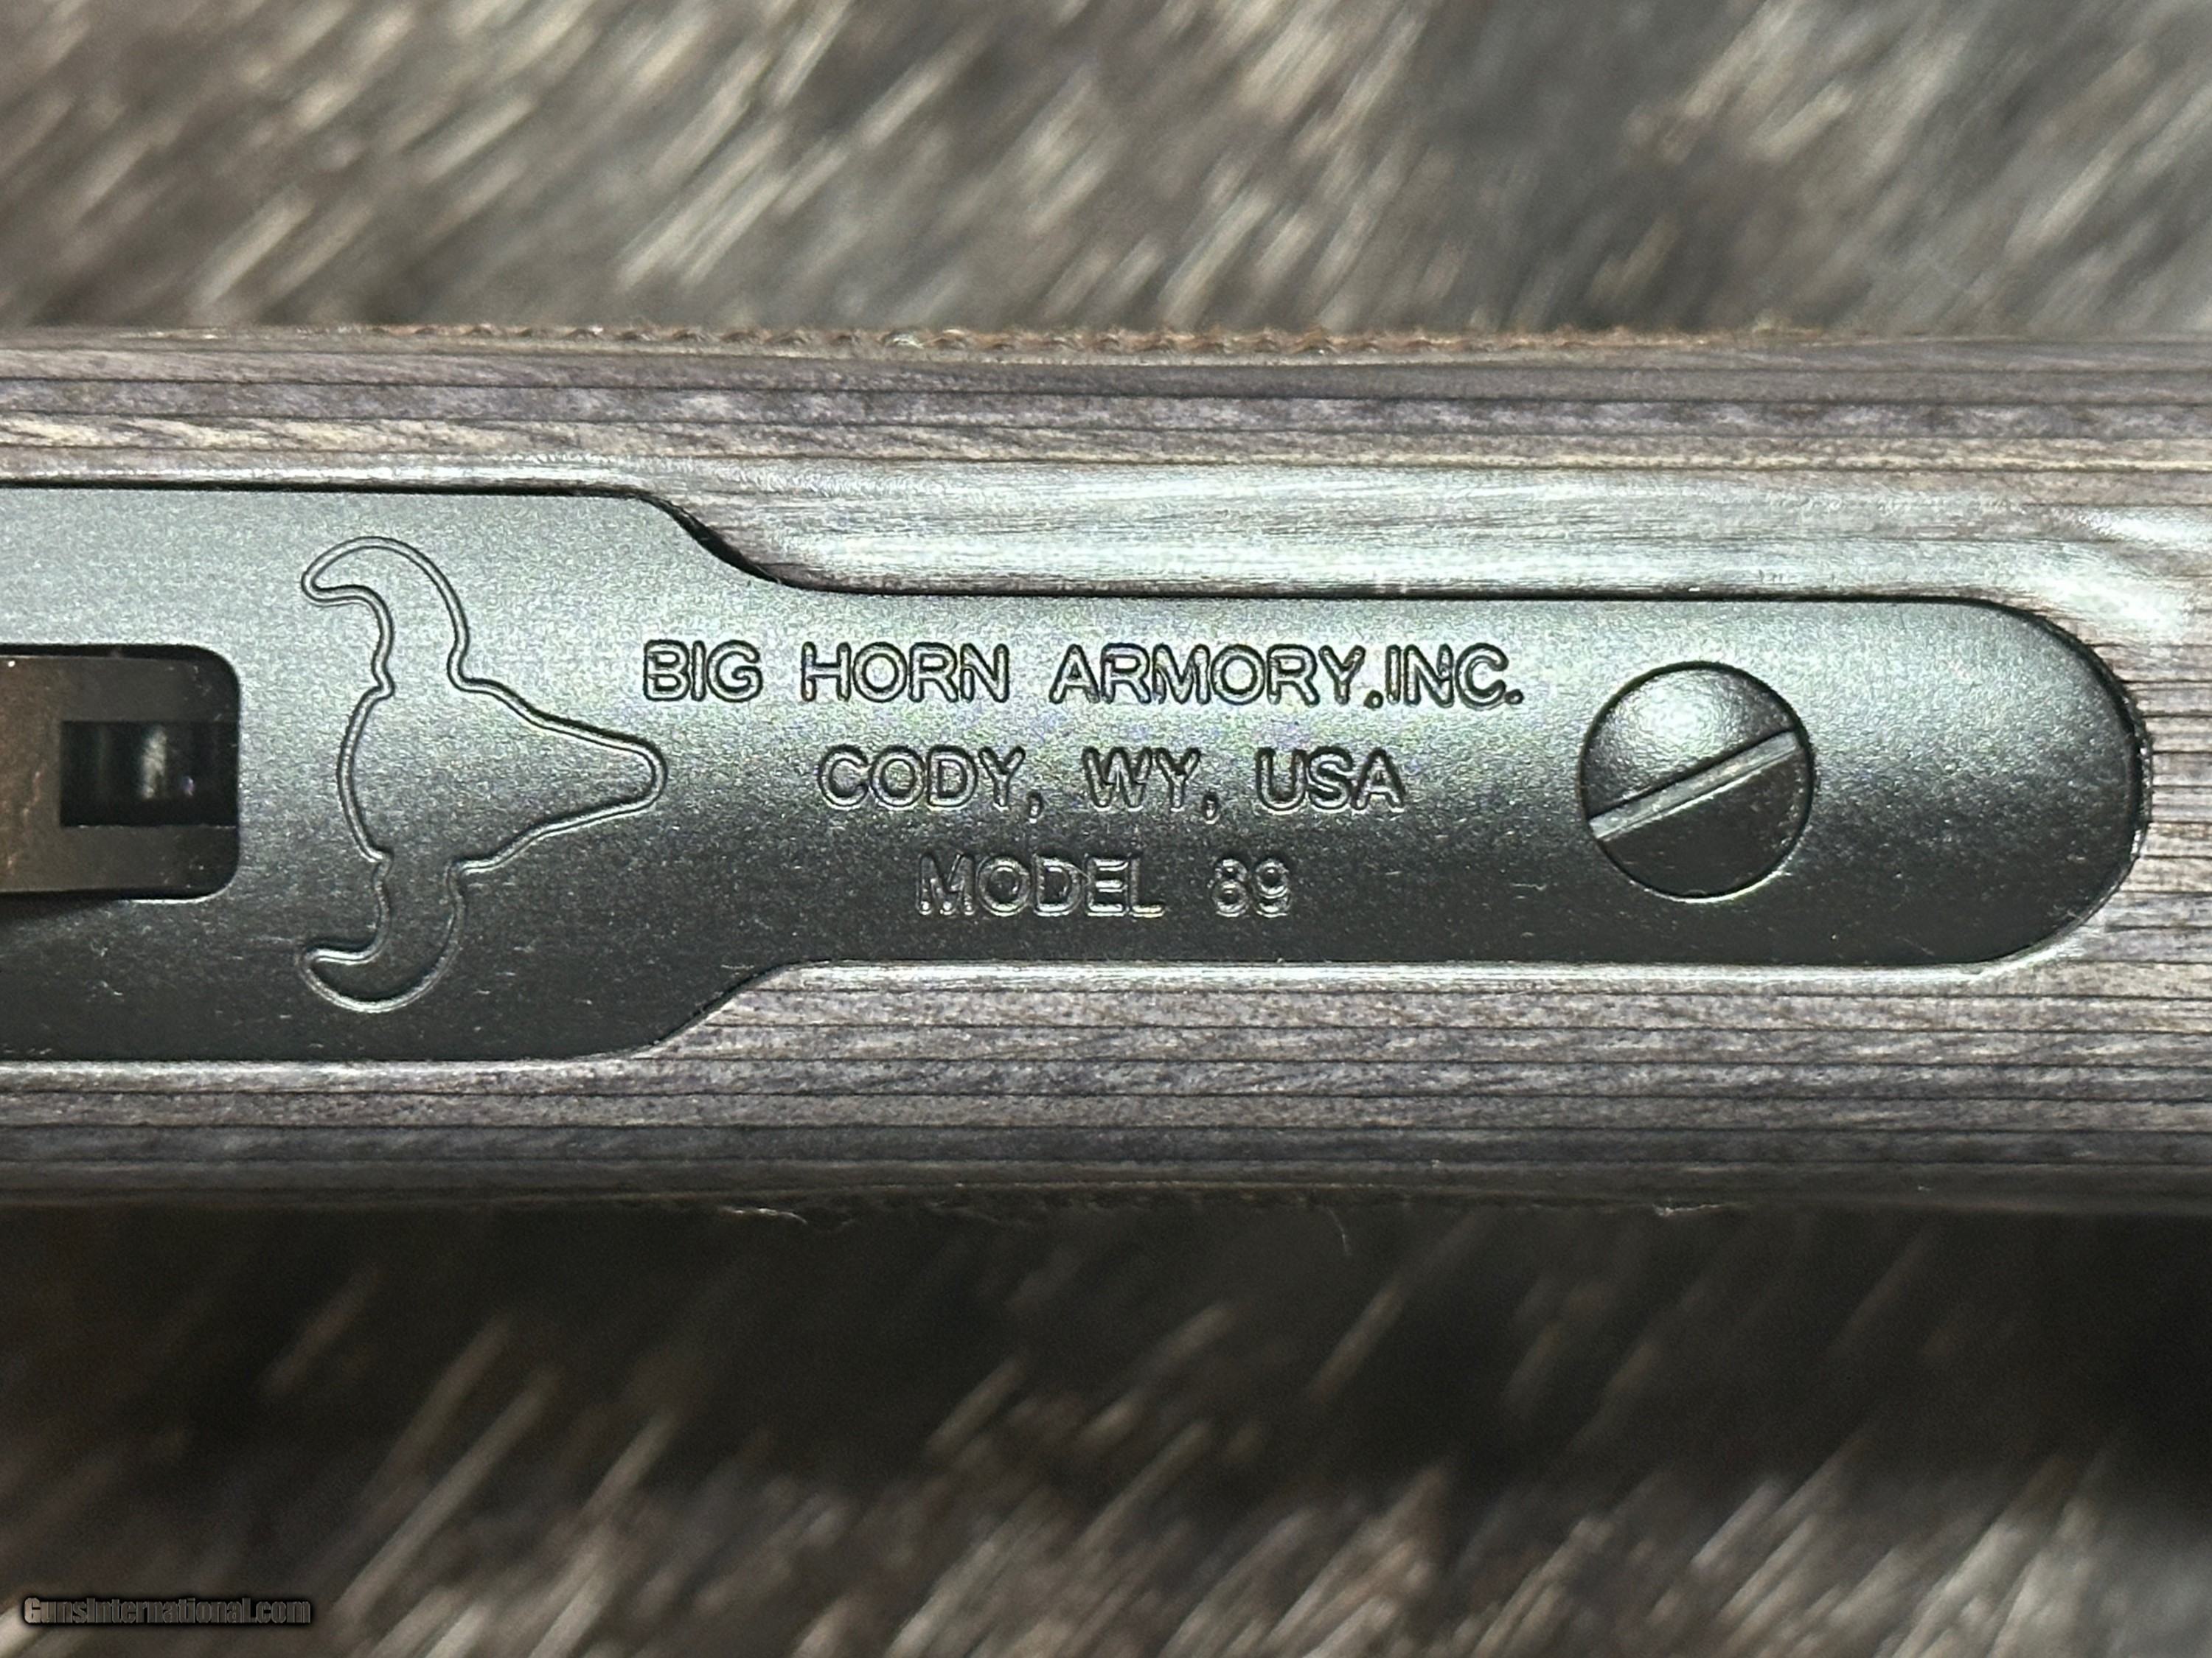 BIG HORN ARMORY,INC.
CODY, WY, USA
MODEL 89
GunsInternational.com